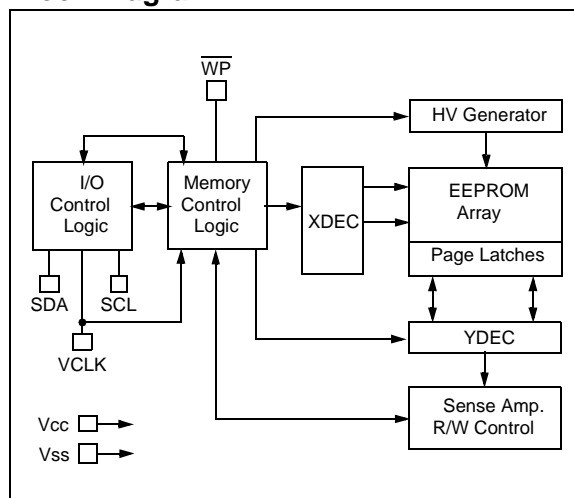 WP
HV Generator
I/O
Control
Logic
Memory
Control
Logic
XDEC
EEPROM
Array
Page Latches
SDA
SCL
VCLK
YDEC
Sense Amp.
R/W Control
Vcc
Vss